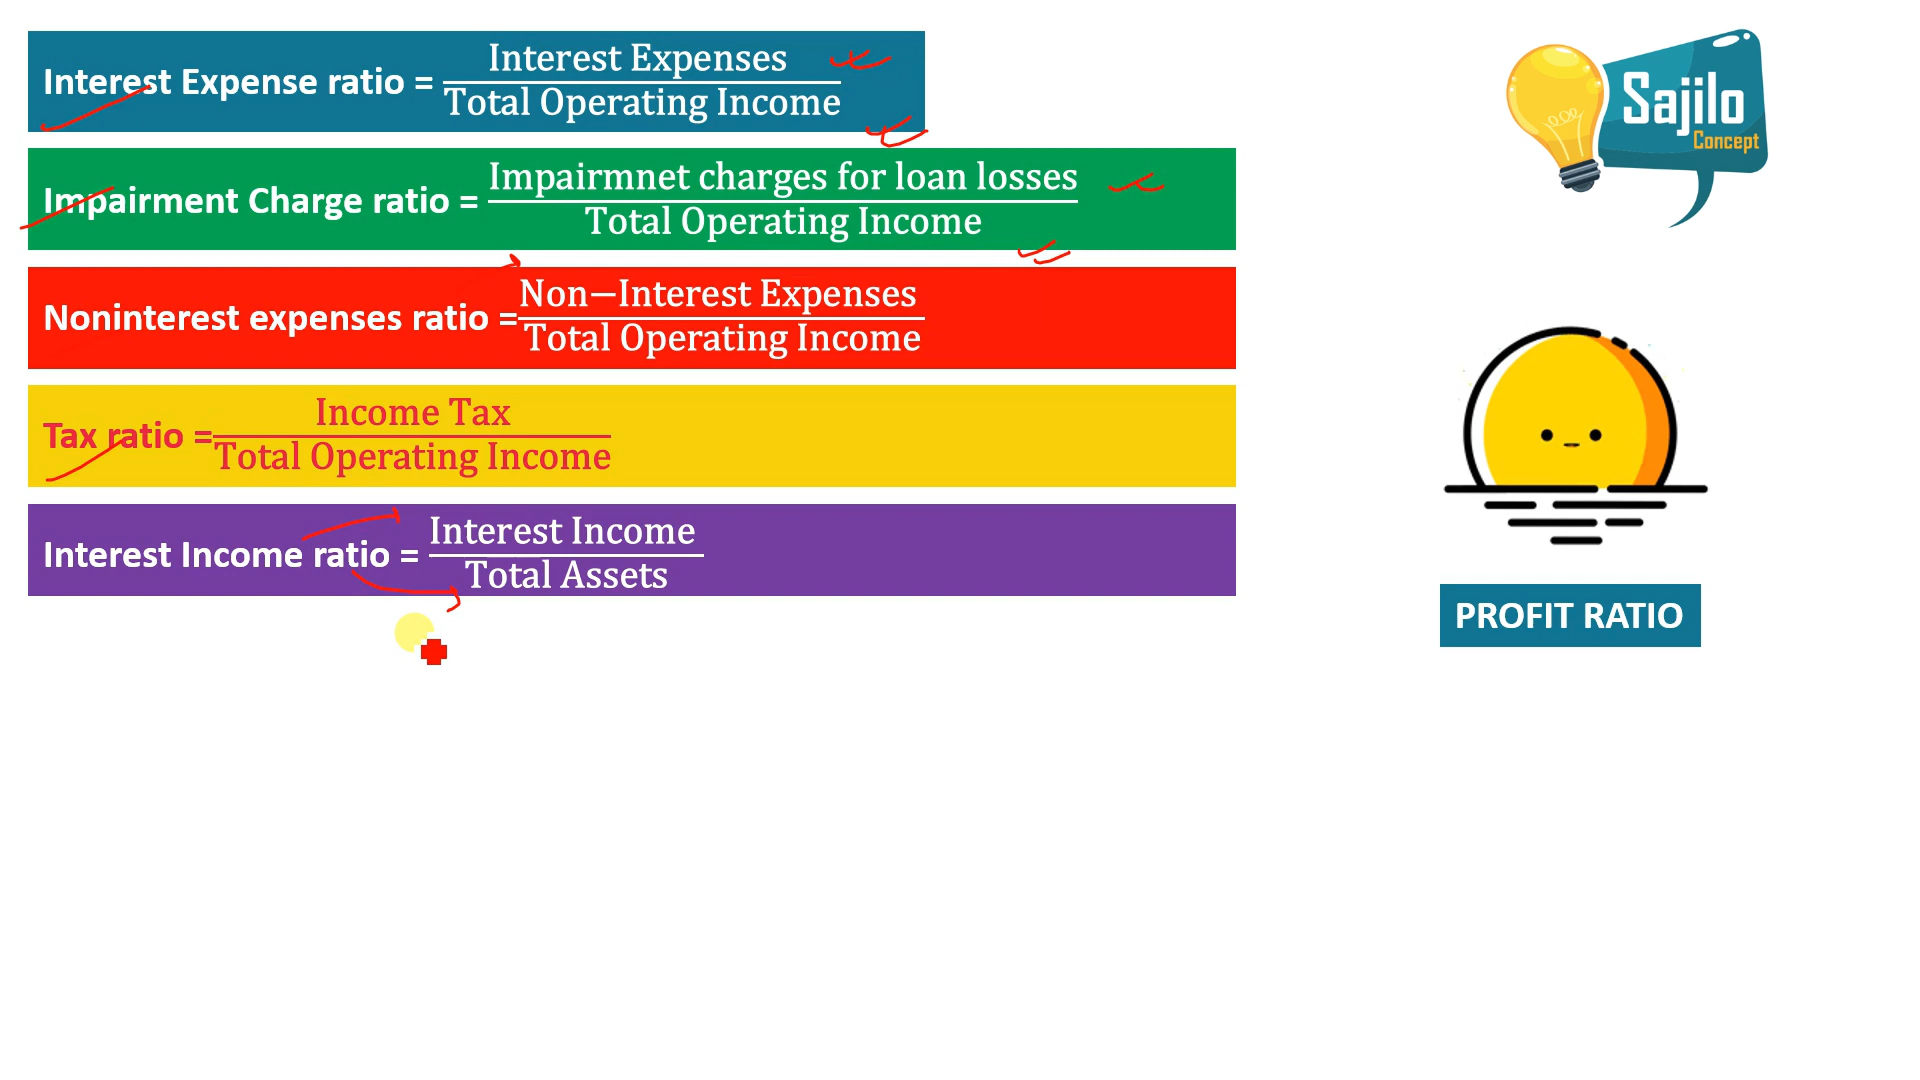 Interest Expense ratio = Interest Expenses / Total Operating Income
Impairment Charge ratio = Impairmnet charges for loan losses / Total Operating Income
Noninterest expenses ratio = Non−Interest Expenses / Total Operating Income
Tax ratio = Income Tax / Total Operating Income
Interest Income ratio = Interest Income / Total Assets
Sajilo
Concept
PROFIT RATIO